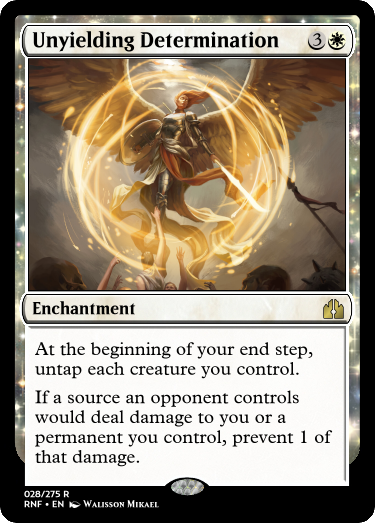 Unyielding Determination 3
Enchantment
At the beginning of your end step,
untap each creature you control.
If a source an opponent controls
would deal damage to you or a
permanent you control, prevent 1 of
that damage.
028/275 R
RNF • EN Walisson Mikael